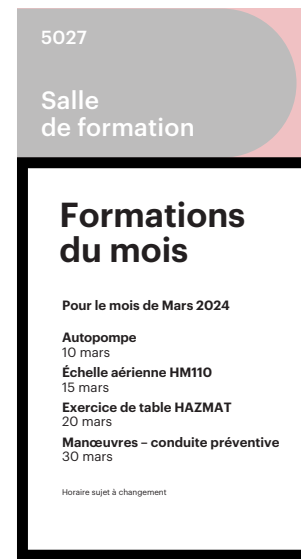 5027
Salle
de formation
Formations
du mois
Pour le mois de Mars 2024
Autopompe
10 mars
Échelle aérienne HM110
15 mars
Exercice de table HAZMAT
20 mars
Manœuvres – conduite préventive
30 mars
Horaire sujet à changement